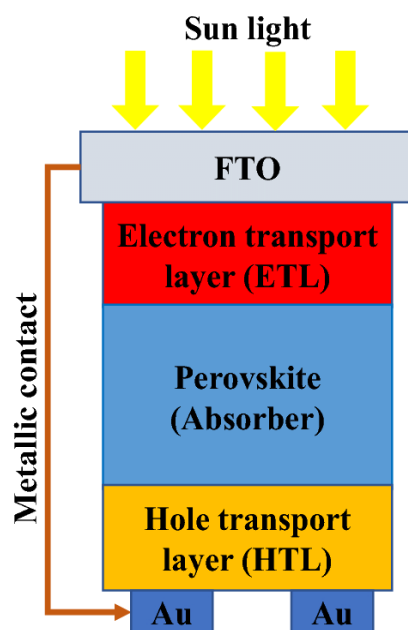 Sun light
FTO
Electron transport
layer (ETL)
Perovskite
(Absorber)
Metallic contact
Hole transport
layer (HTL)
Au
Au